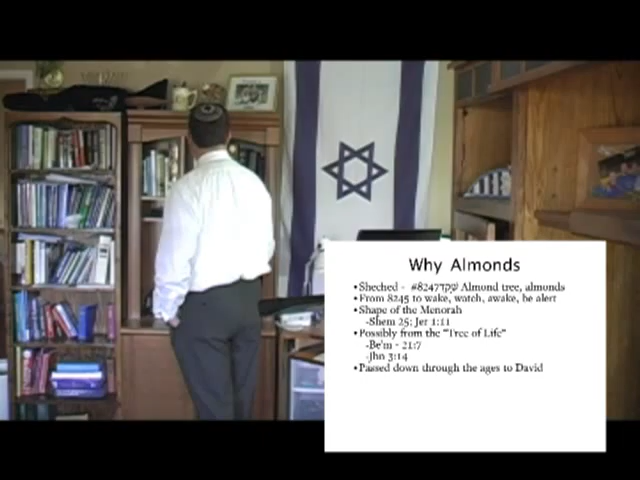 Why Almonds
•Sheched - #8247שקד Almond tree, almonds
•From 8245 to wake, watch, awake, be alert
•Shape of the Menorah
-Shem 25: Jer 1:11
•Possibly from the "Tree of Life"
-Be'm - 21:7
-Jhn 3:14
•Passed down through the ages to David